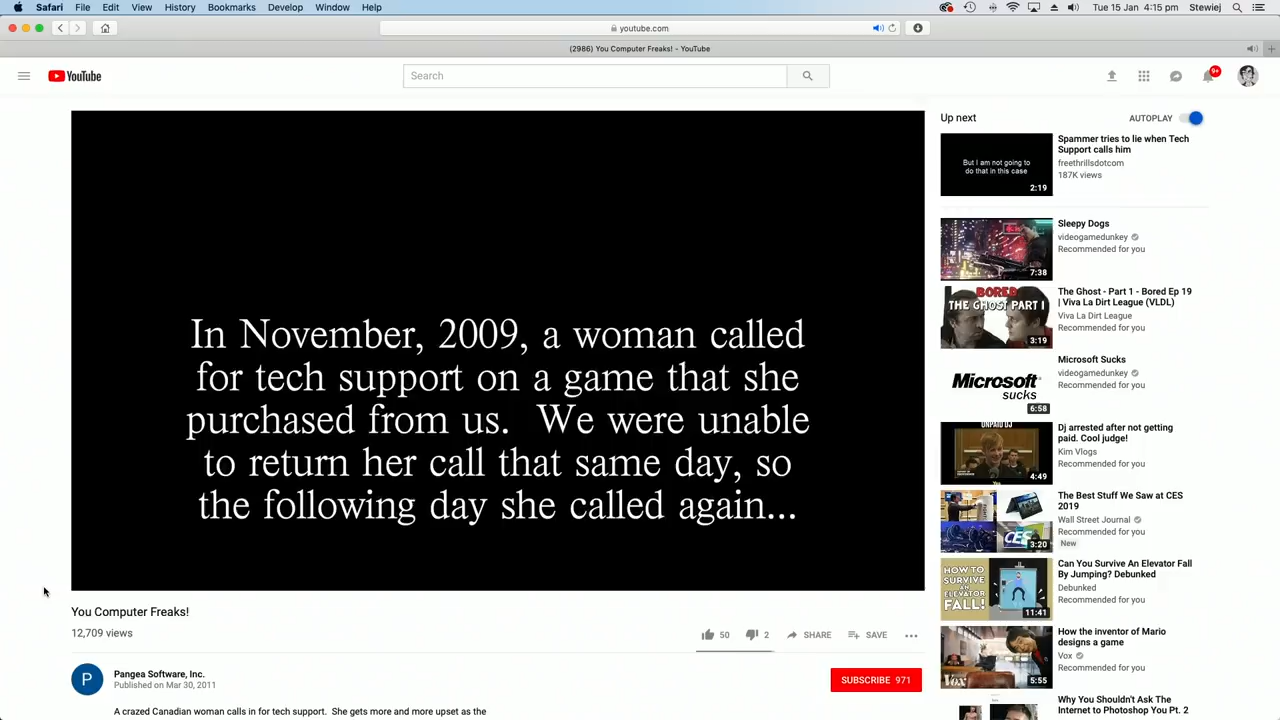 Safari File Edit View History Bookmarks Develop Window Help
Tue 15 Jan 4:15 pm Stewiej
youtube.com
(2986) You Computer Freaks! - YouTube
YouTube
Search
9+
In November, 2009, a woman called
for tech support on a game that she
purchased from us. We were unable
to return her call that same day, so
the following day she called again...
You Computer Freaks!
12,709 views
50 2 SHARE SAVE
P
Pangea Software, Inc.
Published on Mar 30, 2011
SUBSCRIBE 971
A crazed Canadian woman calls in for tech support. She gets more and more upset as the
Up next
AUTOPLAY
But I am not going
to do that in this case
2:19
Spammer tries to lie when Tech
Support calls him
freethrillsdotcom
187K views
7:38
Sleepy Dogs
videogamedunkey
Recommended for you
BORED
THE GHOST PART I
3:19
The Ghost - Part 1 - Bored Ep 19
| Viva La Dirt League (VLDL)
Viva La Dirt League
Recommended for you
Microsoft
sucks
6:58
Microsoft Sucks
videogamedunkey
Recommended for you
UNPAID DJ
4:49
Dj arrested after not getting
paid. Cool judge!
Kim Vlogs
Recommended for you
CES
3:20
The Best Stuff We Saw at CES
2019
Wall Street Journal
Recommended for you
New
HOW TO
SURVIVE
AN
ELEVATOR
FALL!
11:41
Can You Survive An Elevator Fall
By Jumping? Debunked
Debunked
Recommended for you
Vox
5:55
How the inventor of Mario
designs a game
Vox
Recommended for you
Why You Shouldn't Ask The
Internet to Photoshop You Pt. 2